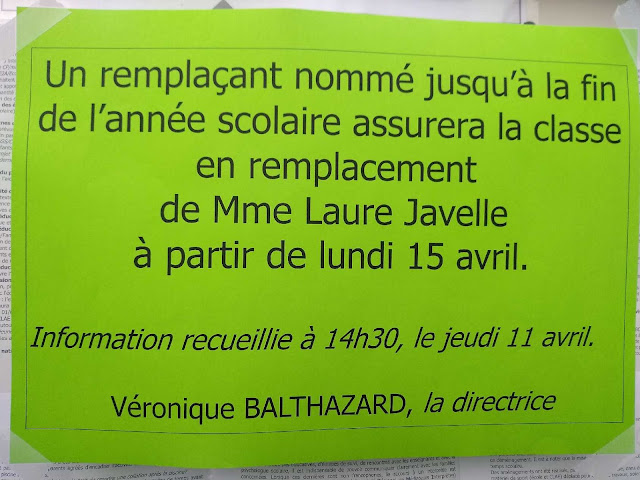 Un remplaçant nommé jusqu'à la fin
de l'année scolaire assurera la classe
en remplacement
de Mme Laure Javelle
à partir de lundi 15 avril.
Information recueillie à 14h30, le jeudi 11 avril.
Véronique BALTHAZARD, la directrice